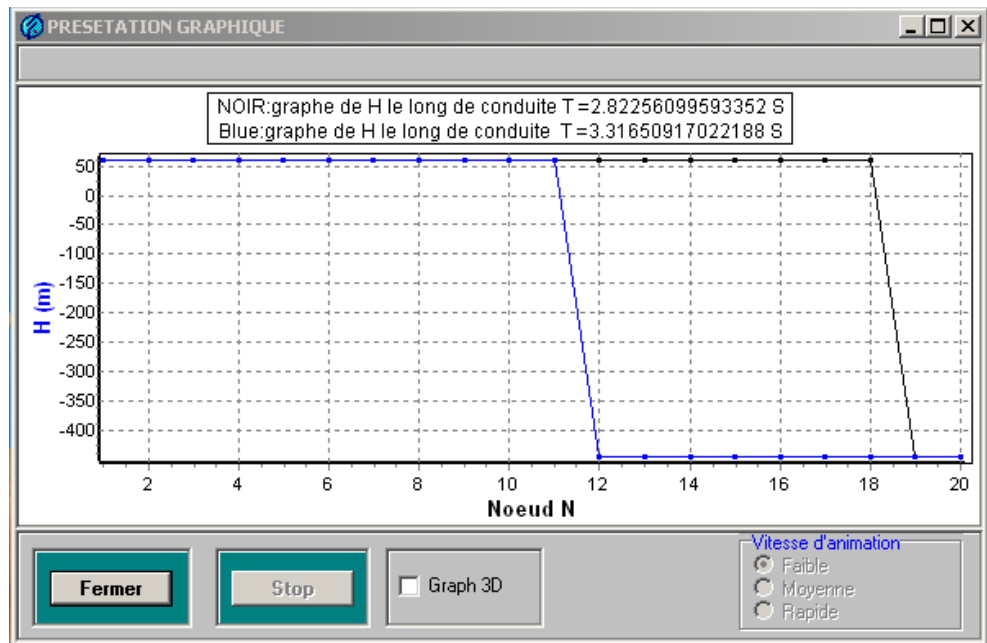 PRESETATION GRAPHIQUE
NOIR:graphe de H le long de conduite T=2.82256099593352 S
Blue:graphe de H le long de conduite T=3.31650917022188 S
50
0
-50
-100
-150
-200
-250
-300
-350
-400
H (m)
2 4 6 8 10 12 14 16 18 20
Noeud N
Fermer
Stop
Graph 3D
Vitesse d'animation
Faible
Moyenne
Rapide